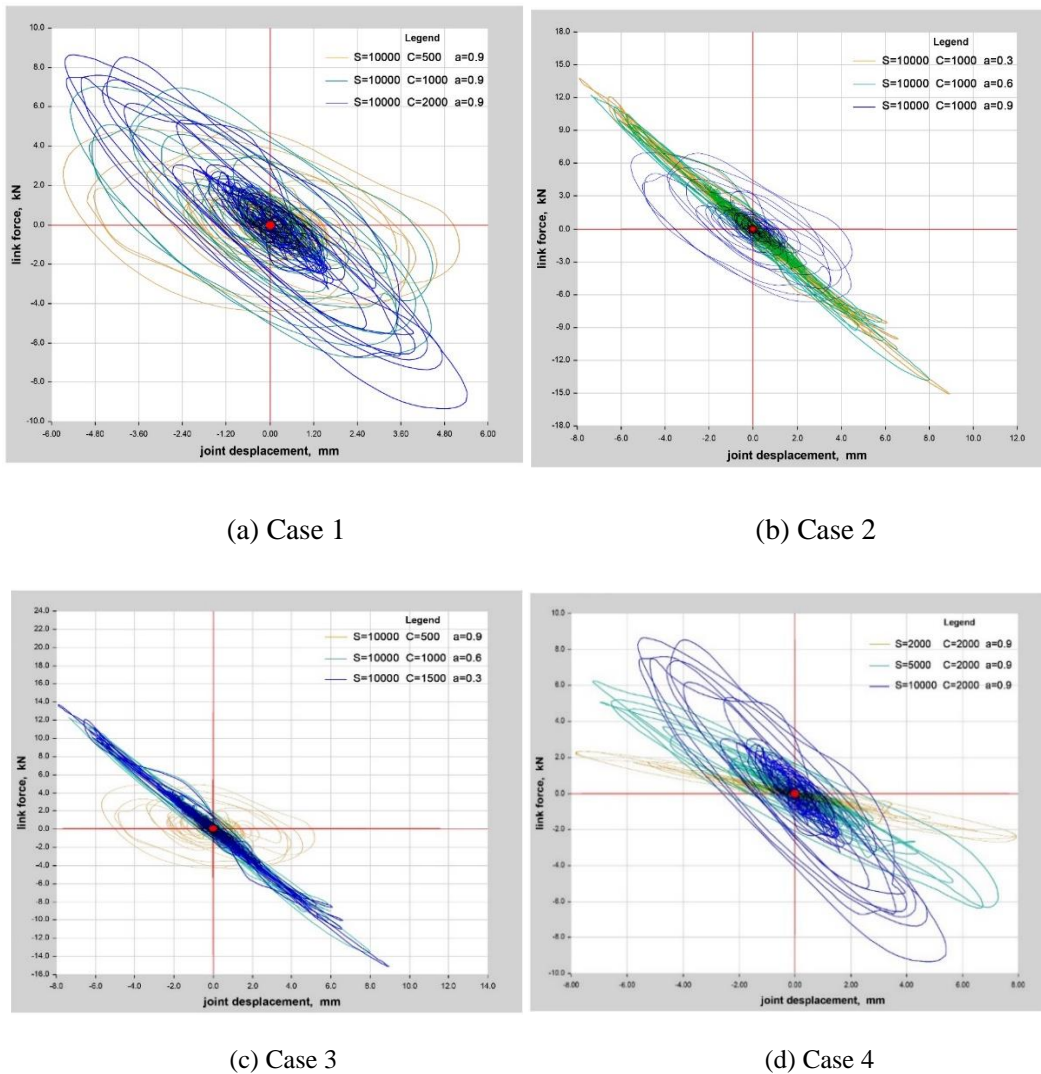 Legend
S=10000 C=500 a=0.9
S=10000 C=1000 a=0.9
S=10000 C=2000 a=0.9
10.0
8.0
6.0
4.0
2.0
0.0
-2.0
-4.0
-6.0
-8.0
-10.0
link force, kN
-6.00 -4.80 -3.60 -2.40 -1.20 0.00 1.20 2.40 3.60 4.80 6.00
joint desplacement, mm
(a) Case 1
Legend
S=10000 C=1000 a=0.3
S=10000 C=1000 a=0.6
S=10000 C=1000 a=0.9
18.0
15.0
12.0
9.0
6.0
3.0
0.0
-3.0
-6.0
-9.0
-12.0
-15.0
-18.0
link force, kN
-8.0 -6.0 -4.0 -2.0 0.0 2.0 4.0 6.0 8.0 10.0 12.0
joint desplacement, mm
(b) Case 2
Legend
S=10000 C=500 a=0.9
S=10000 C=1000 a=0.6
S=10000 C=1500 a=0.3
24.0
22.0
20.0
18.0
16.0
14.0
12.0
10.0
8.0
6.0
4.0
2.0
0.0
-2.0
-4.0
-6.0
-8.0
-10.0
-12.0
-14.0
-16.0
link force, kN
-8.0 -6.0 -4.0 -2.0 0.0 2.0 4.0 6.0 8.0 10.0 12.0 14.0
joint desplacement, mm
(c) Case 3
Legend
S=2000 C=2000 a=0.9
S=5000 C=2000 a=0.9
S=10000 C=2000 a=0.9
10.0
8.0
6.0
4.0
2.0
0.0
-2.0
-4.0
-6.0
-8.0
-10.0
link force, kN
-8.00 -6.00 -4.00 -2.00 0.00 2.00 4.00 6.00 8.00
joint desplacement, mm
(d) Case 4